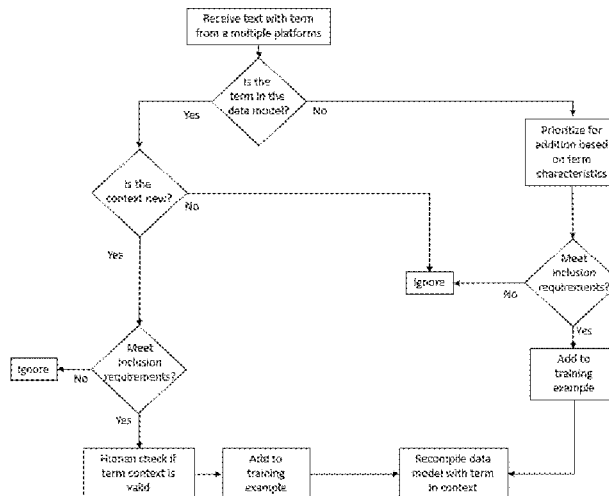 Receive text with term
from a multiple platforms
Is the
term in the
data model?
Yes
No
Prioritize for
addition based
on term
characteristics
Is the
context new?
No
Yes
Ignore
Meet
inclusion
requirements?
No
Yes
Add to
training
example
Meet
inclusion
requirements?
Ignore
No
Yes
Human check if
term context is
valid
Add to
training
example
Recompile data
model with term
in context